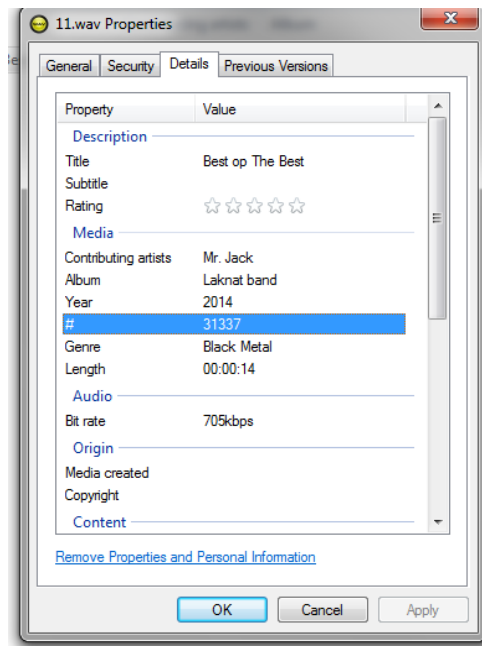 11.wav Properties
General Security Details Previous Versions
Property Value
Description
Title Best op The Best
Subtitle
Rating
Media
Contributing artists Mr. Jack
Album Laknat band
Year 2014
# 31337
Genre Black Metal
Length 00:00:14
Audio
Bit rate 705kbps
Origin
Media created
Copyright
Content
Remove Properties and Personal Information
OK Cancel Apply